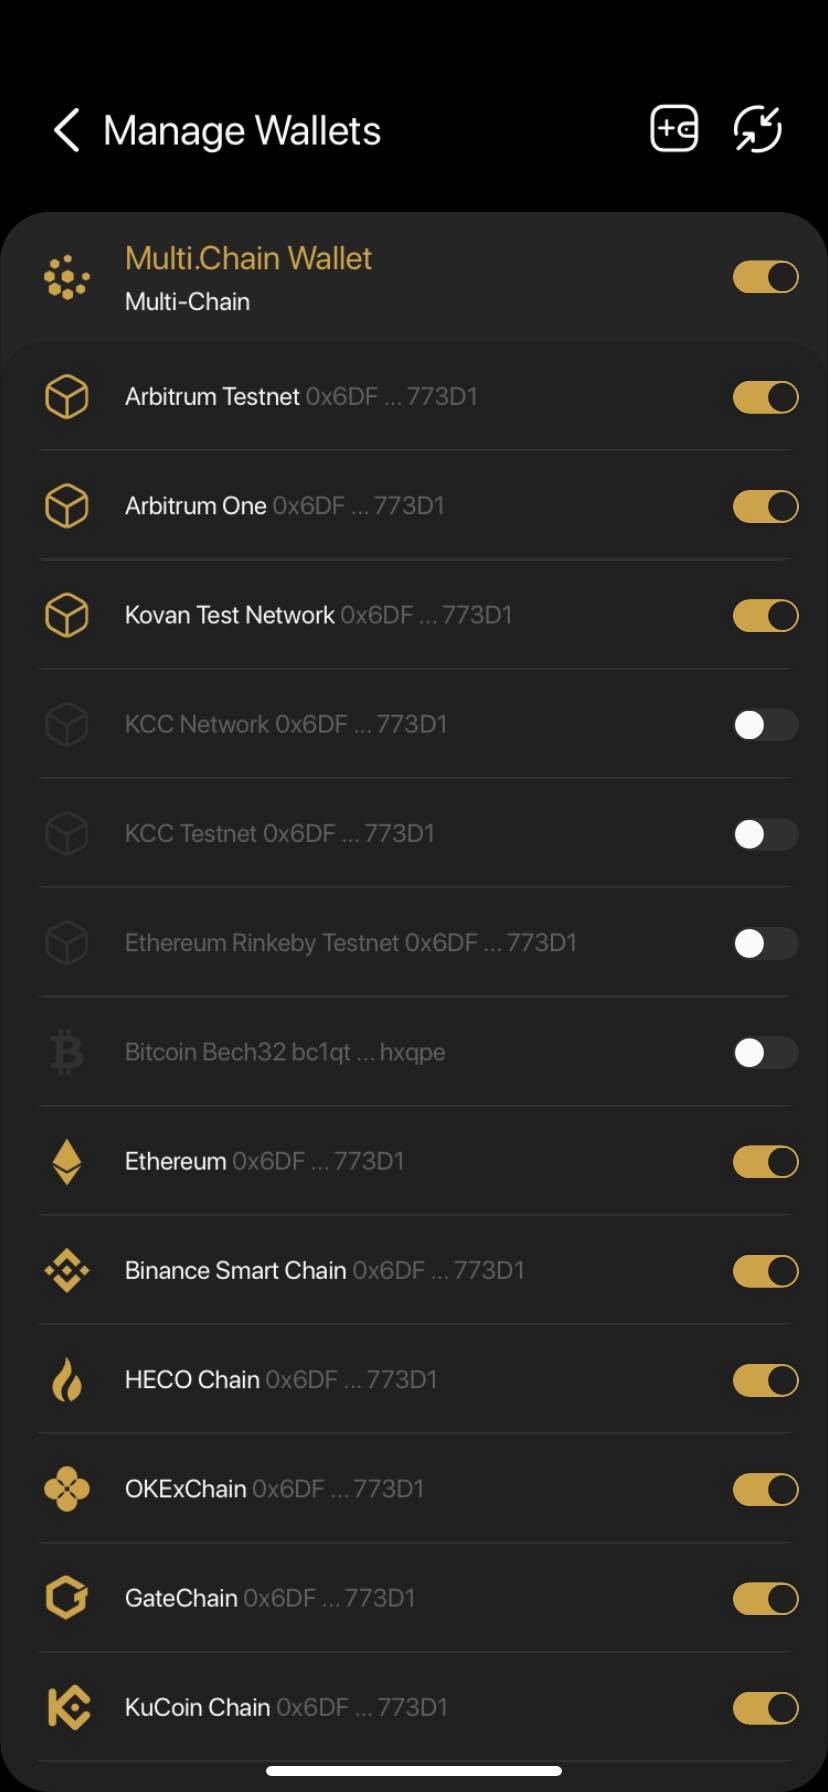 Manage Wallets
Multi.Chain Wallet
Multi-Chain
Arbitrum Testnet 0x6DF ... 773D1
Arbitrum One 0x6DF ... 773D1
Kovan Test Network 0x6DF ... 773D1
KCC Network 0x6DF ... 773D1
KCC Testnet 0x6DF ... 773D1
Ethereum Rinkeby Testnet 0x6DF ... 773D1
Bitcoin Bech32 bc1qt ... hxqpe
Ethereum 0x6DF ... 773D1
Binance Smart Chain 0x6DF ... 773D1
HECO Chain 0x6DF ... 773D1
OKExChain 0x6DF ... 773D1
GateChain 0x6DF ... 773D1
KuCoin Chain 0x6DF ... 773D1